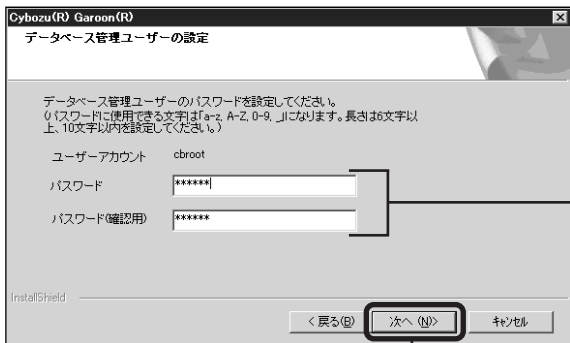 Cybozu(R) Garoon(R)
データベース管理ユーザーの設定
データベース管理ユーザーのパスワードを設定してください。
(パスワードに使用できる文字は「a-z, A-Z, 0-9, _」になります。長さは6文字以
上、10文字以内を設定してください。)
ユーザーアカウント cbroot
パスワード ******
パスワード(確認用) ******
InstallShield
< 戻る(B) 次へ (N)> キャンセル